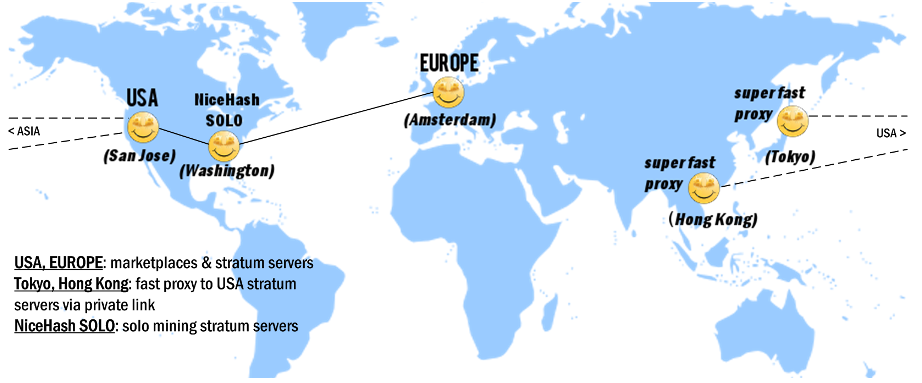 USA
(San Jose)
NiceHash
SOLO
(Washington)
EUROPE
(Amsterdam)
super fast
proxy
(Tokyo)
super fast
proxy
(Hong Kong)
< ASIA
USA >
USA, EUROPE: marketplaces & stratum servers
Tokyo, Hong Kong: fast proxy to USA stratum
servers via private link
NiceHash SOLO: solo mining stratum servers